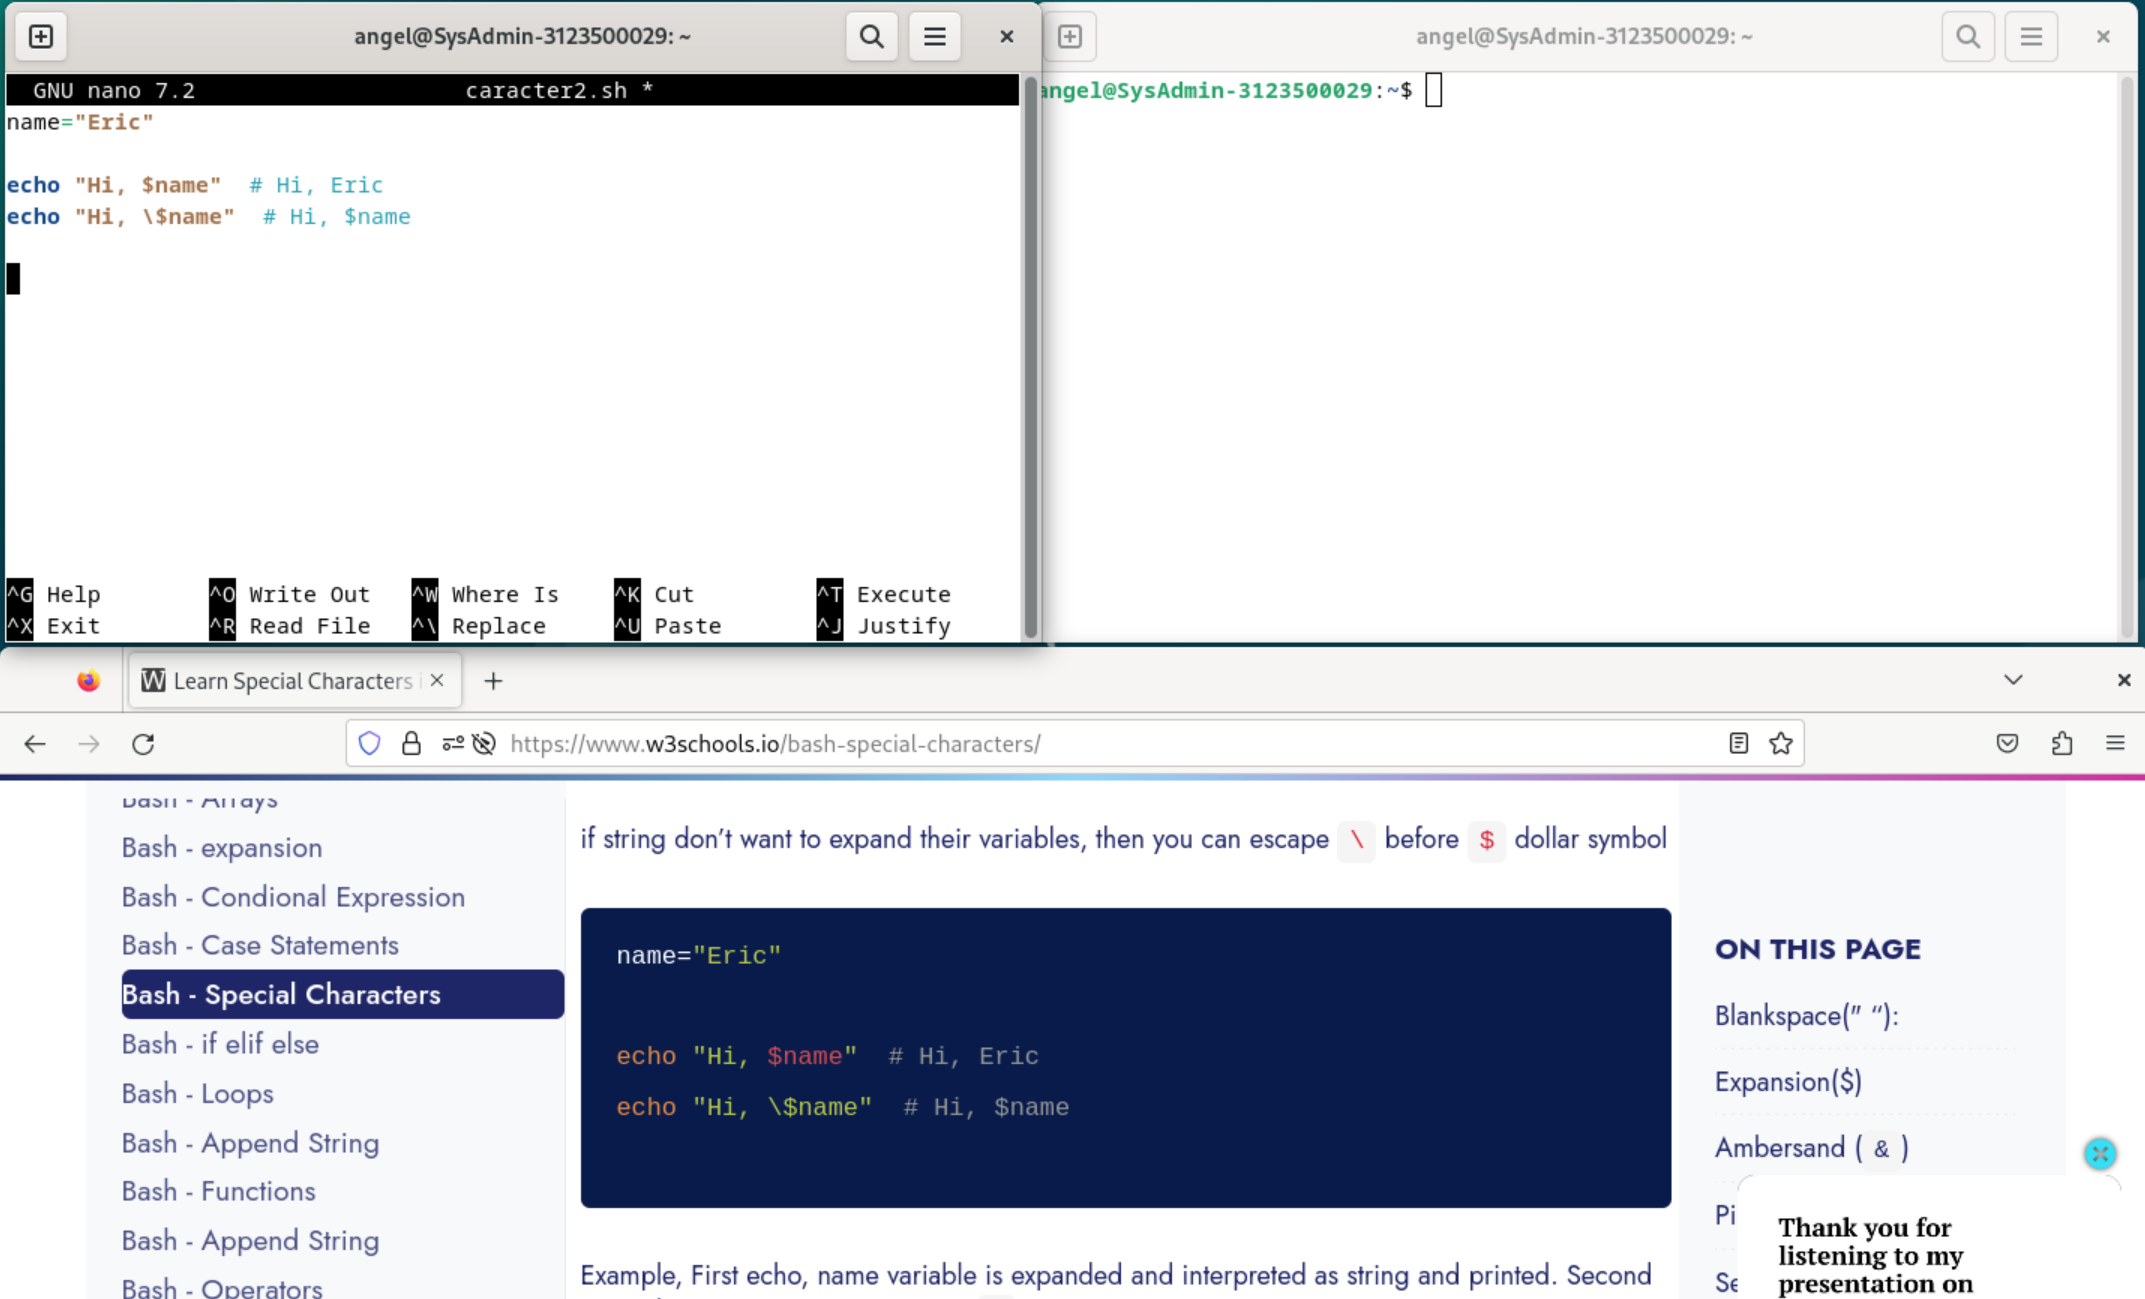 angel@SysAdmin-3123500029: ~
GNU nano 7.2 caracter2.sh *
name="Eric"
echo "Hi, $name"  # Hi, Eric
echo "Hi, \$name"  # Hi, $name
^G Help ^O Write Out ^W Where Is ^K Cut ^T Execute
^X Exit ^R Read File ^\ Replace ^U Paste ^J Justify
angel@SysAdmin-3123500029: ~
angel@SysAdmin-3123500029:~$
Learn Special Characters
https://www.w3schools.io/bash-special-characters/
Bash - Arrays
Bash - expansion
Bash - Condional Expression
Bash - Case Statements
Bash - Special Characters
Bash - if elif else
Bash - Loops
Bash - Append String
Bash - Functions
Bash - Append String
Bash - Operators
if string don’t want to expand their variables, then you can escape \ before $ dollar symbol
name="Eric"
echo "Hi, $name"  # Hi, Eric
echo "Hi, \$name"  # Hi, $name
Example, First echo, name variable is expanded and interpreted as string and printed. Second
ON THIS PAGE
Blankspace(” “):
Expansion($)
Ambersand ( & )
Pi
Se
Thank you for
listening to my
presentation on